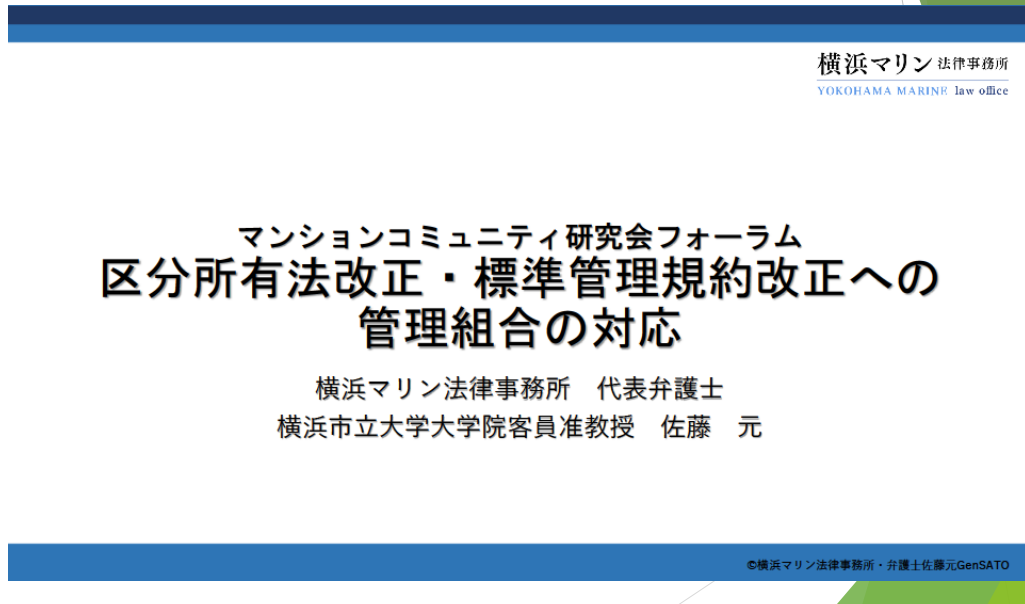 横浜マリン 法律事務所
YOKOHAMA MARINE law office
マンションコミュニティ研究会フォーラム
区分所有法改正・標準管理規約改正への
管理組合の対応
横浜マリン法律事務所　代表弁護士
横浜市立大学大学院客員准教授　佐藤　元
©横浜マリン法律事務所・弁護士佐藤元GenSATO